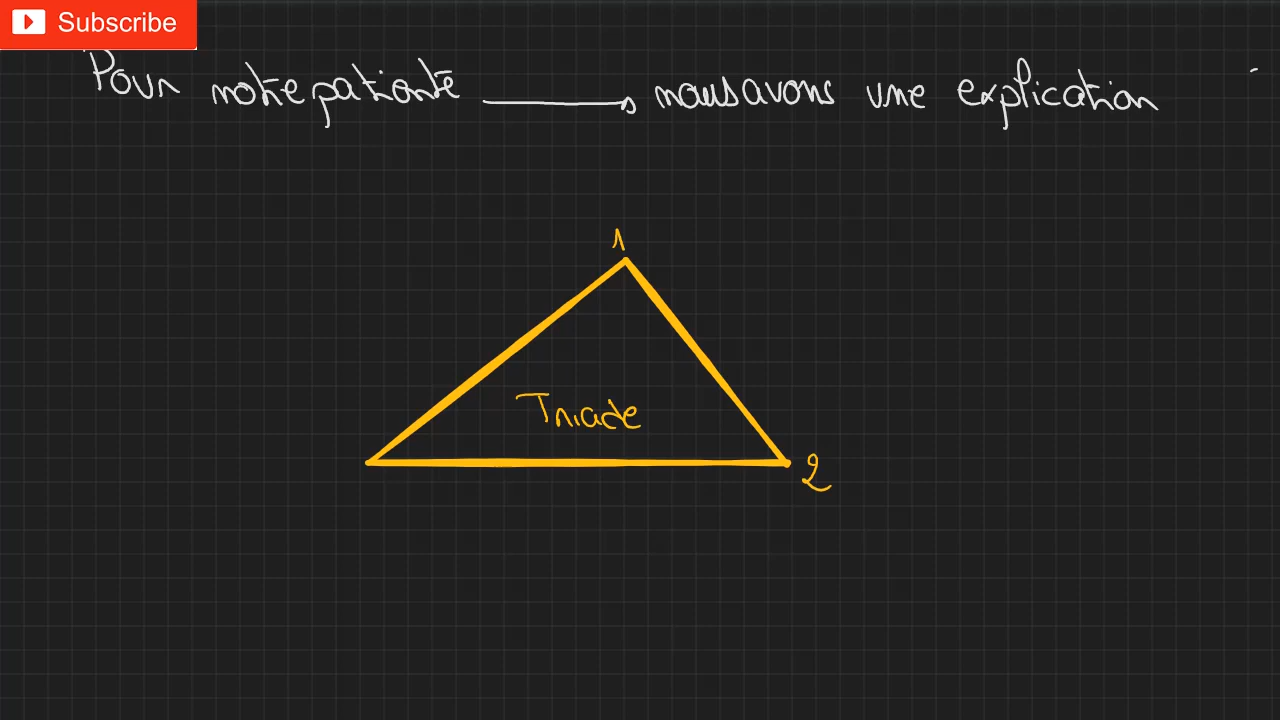 Subscribe
Pour notre patiente → nous avons une explication
1
Triade
2